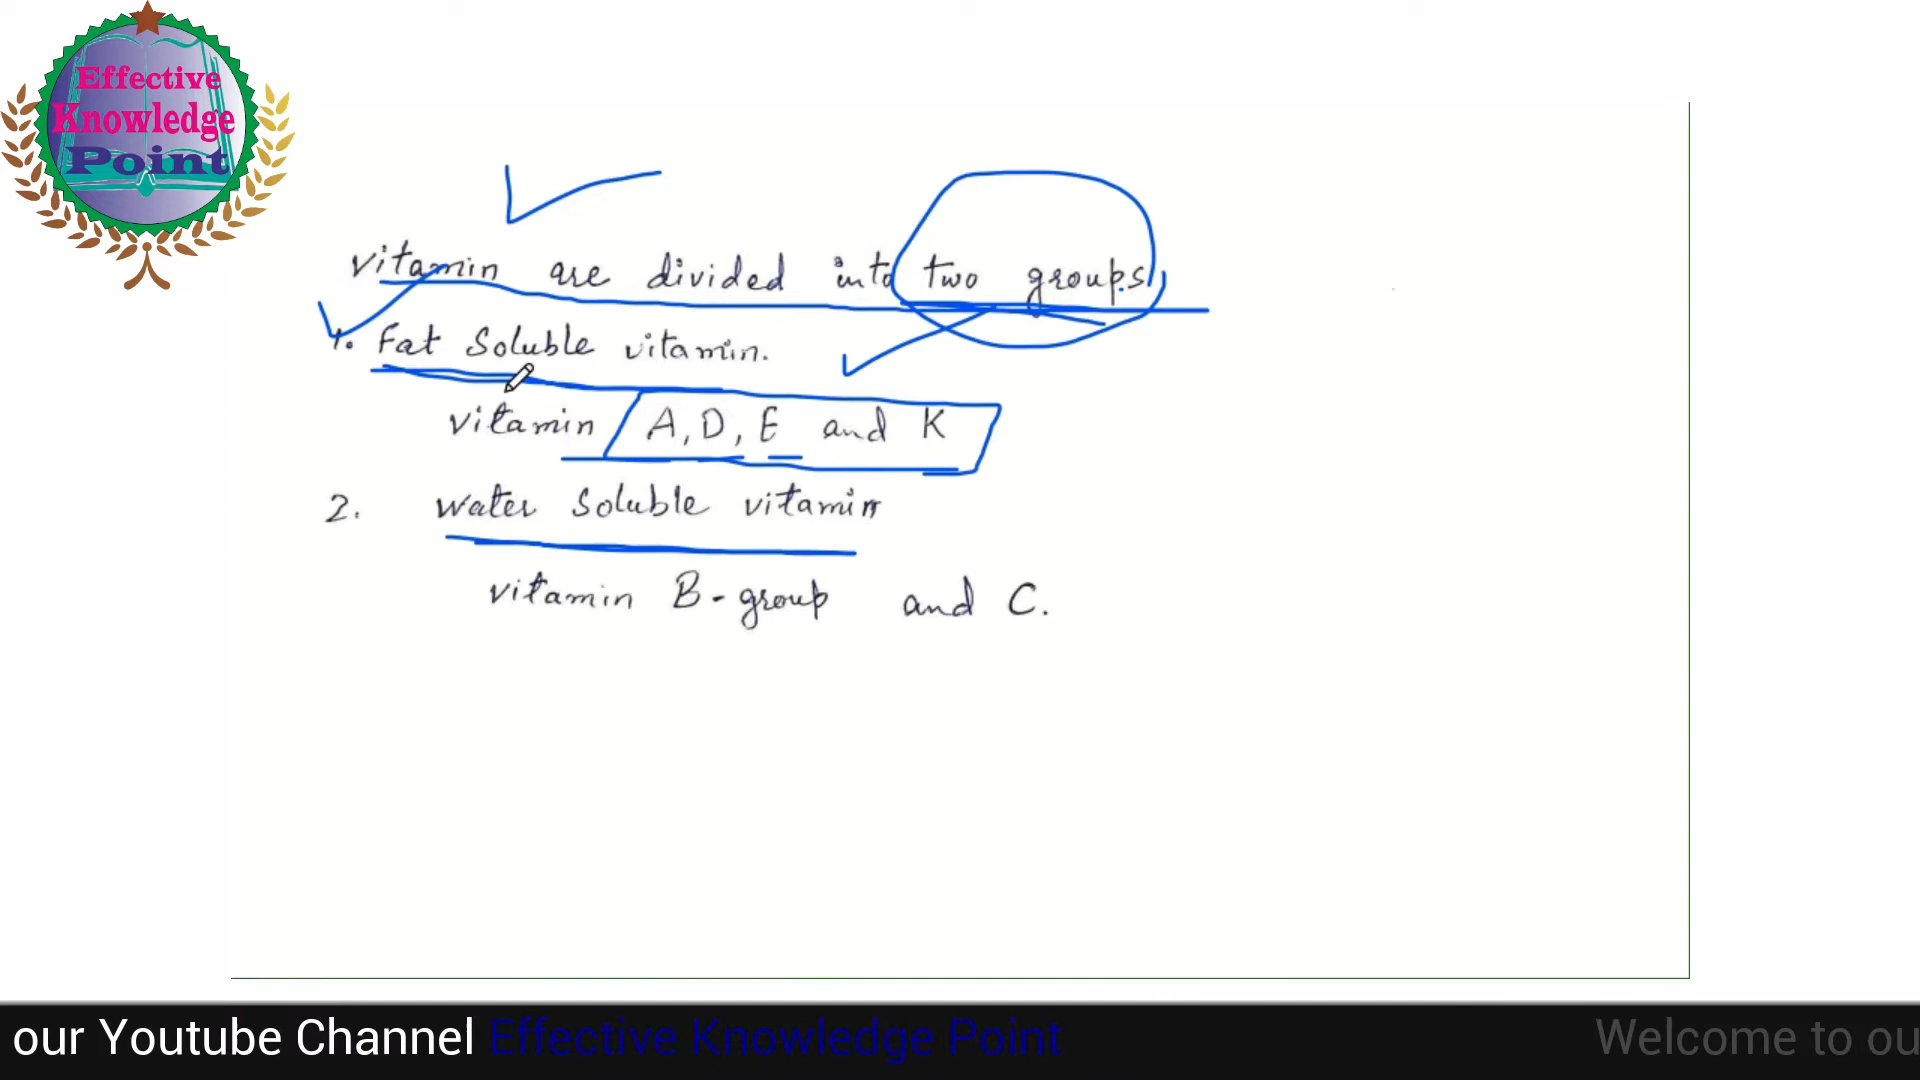 Effective
Knowledge
Point
vitamin are divided into two groups.
1. Fat Soluble vitamin.
vitamin A, D, E and K
2. water soluble vitamin
vitamin B-group and C.
our Youtube Channel Effective Knowledge Point Welcome to ou